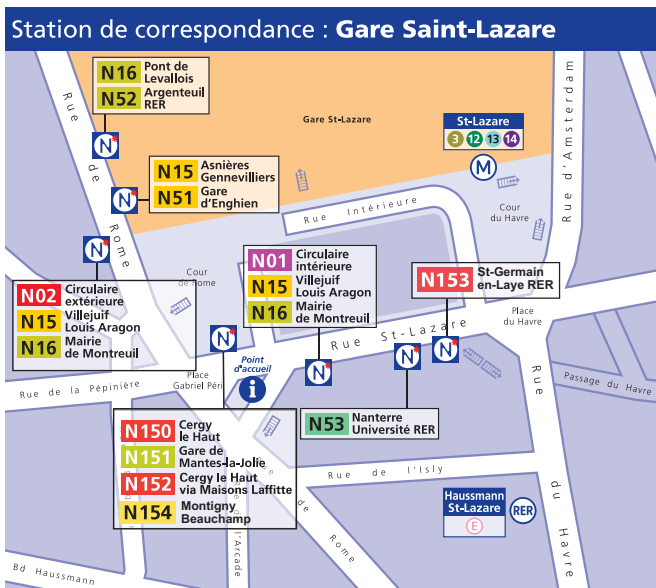 Station de correspondance : Gare Saint-Lazare
N16 Pont de
Levallois
N52 Argenteuil
RER
N
N15 Asnières
Gennevilliers
N51 Gare
d'Enghien
N
Gare St-Lazare
St-Lazare
3 12 13 14
M
Rue d'Amsterdam
Rue de Rome
Rue Intérieure
Cour
du Havre
N
Cour
de Rome
N02 Circulaire
extérieure
N15 Villejuif
Louis Aragon
N16 Mairie
de Montreuil
N01 Circulaire
intérieure
N15 Villejuif
Louis Aragon
N16 Mairie
de Montreuil
N153 St-Germain
en-Laye RER
Place
du Havre
Rue St-Lazare
N
N
N
N
Point
d'accueil
i
Place
Gabriel Péri
Rue de la Pépinière
Passage du Havre
N150 Cergy
le Haut
N151 Gare de
Mantes-la-Jolie
N152 Cergy le Haut
via Maisons Laffitte
N154 Montigny
Beauchamp
N53 Nanterre
Université RER
Rue de l'Isly
Haussmann
St-Lazare
E
RER
Rue du Havre
de Rome
l'Arcade
Bd Haussmann